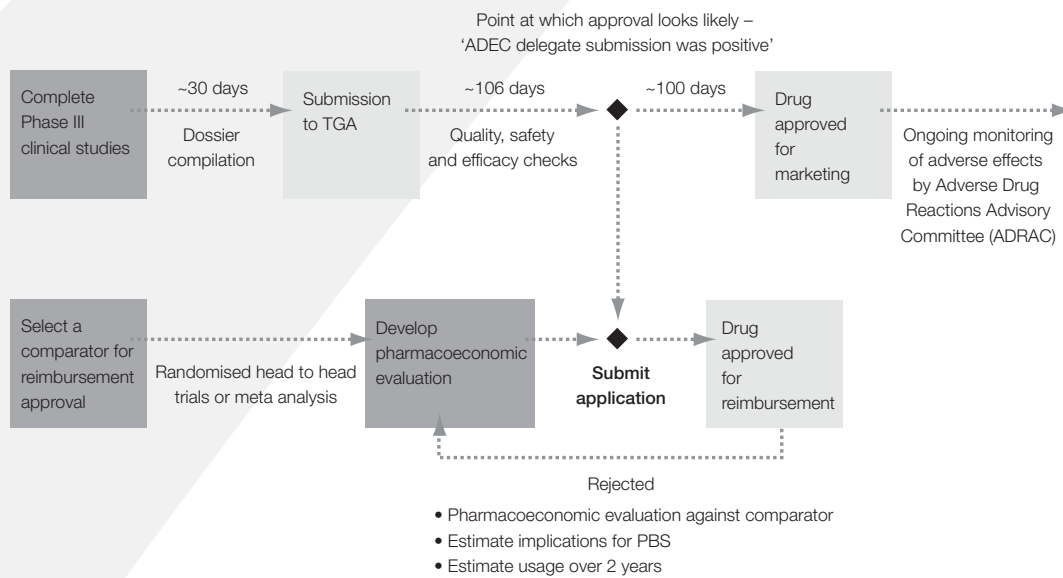 Point at which approval looks likely –
‘ADEC delegate submission was positive’
Complete
Phase III
clinical studies
~30 days
Dossier
compilation
Submission
to TGA
~106 days
Quality, safety
and efficacy checks
~100 days
Drug
approved
for
marketing
Ongoing monitoring
of adverse effects
by Adverse Drug
Reactions Advisory
Committee (ADRAC)
Select a
comparator for
reimbursement
approval
Randomised head to head
trials or meta analysis
Develop
pharmacoeconomic
evaluation
Submit
application
Drug
approved
for
reimbursement
Rejected
• Pharmacoeconomic evaluation against comparator
• Estimate implications for PBS
• Estimate usage over 2 years